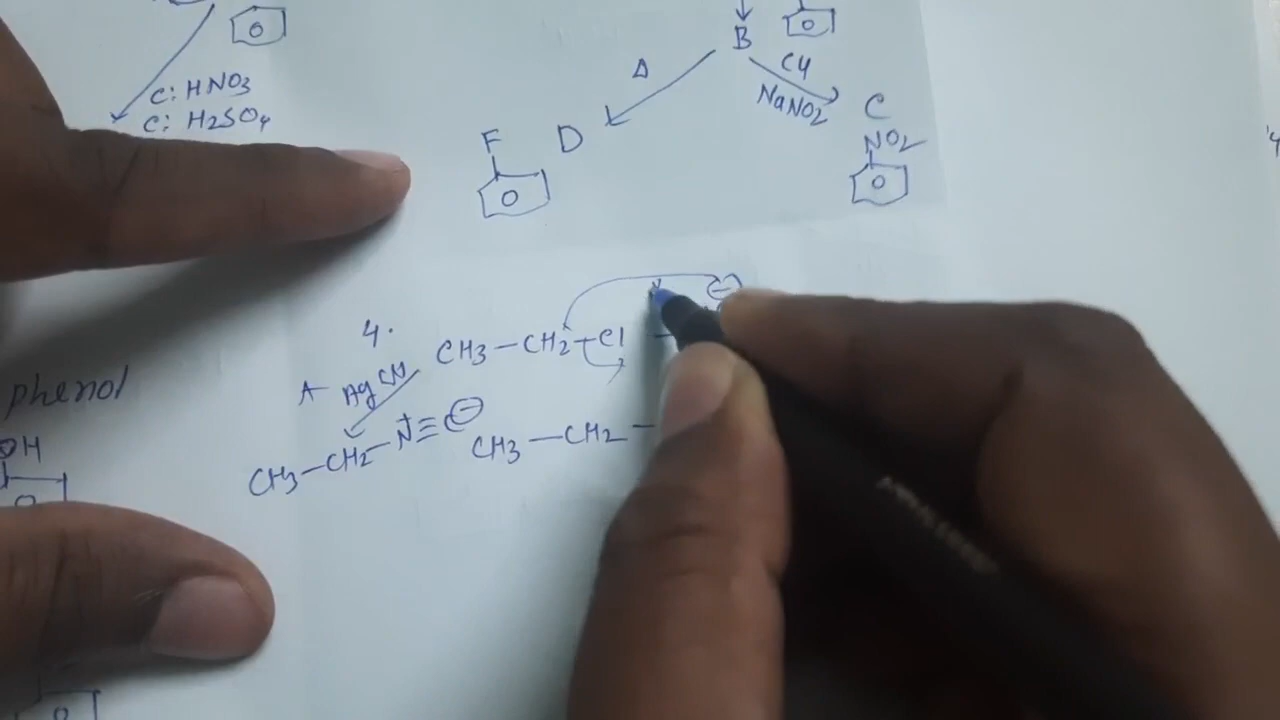 B
C: HNO3
C: H2SO4
Δ
Cu
NaNO2
C
F
D
NO2
4.
CH3-CH2-Cl
A AgCN
CH3-CH2-N+≡C⊖
CH3-CH2-
phenol
OH